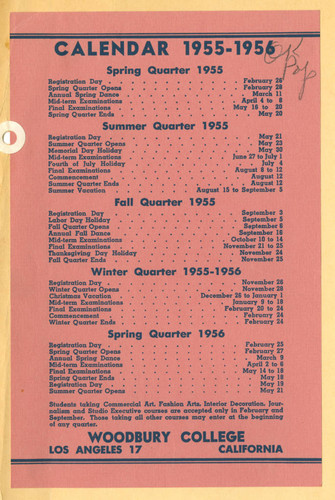 CALENDAR 1955-1956
OK
Spring Quarter 1955
Registration Day . . . . . . . . . . February 26
Spring Quarter Opens . . . . . . . . . . February 28
Annual Spring Dance . . . . . . . . . . March 11
Mid-term Examinations . . . . . . . . . . April 4 to 8
Final Examinations . . . . . . . . . . May 16 to 20
Spring Quarter Ends . . . . . . . . . . May 20
Summer Quarter 1955
Registration Day . . . . . . . . . . May 21
Summer Quarter Opens . . . . . . . . . . May 23
Memorial Day Holiday . . . . . . . . . . May 30
Mid-term Examinations . . . . . . . . . . June 27 to July 1
Fourth of July Holiday . . . . . . . . . . July 4
Final Examinations . . . . . . . . . . August 8 to 12
Commencement . . . . . . . . . . August 12
Summer Quarter Ends . . . . . . . . . . August 12
Summer Vacation . . . . . . . . . . August 15 to September 5
Fall Quarter 1955
Registration Day . . . . . . . . . . September 3
Labor Day Holiday . . . . . . . . . . September 5
Fall Quarter Opens . . . . . . . . . . September 6
Annual Fall Dance . . . . . . . . . . September 16
Mid-term Examinations . . . . . . . . . . October 10 to 14
Final Examinations . . . . . . . . . . November 21 to 25
Thanksgiving Day Holiday . . . . . . . . . . November 24
Fall Quarter Ends . . . . . . . . . . November 25
Winter Quarter 1955-1956
Registration Day . . . . . . . . . . November 26
Winter Quarter Opens . . . . . . . . . . November 28
Christmas Vacation . . . . . . . . . . December 26 to January 1
Mid-term Examinations . . . . . . . . . . January 9 to 13
Final Examinations . . . . . . . . . . February 20 to 24
Commencement . . . . . . . . . . February 24
Winter Quarter Ends . . . . . . . . . . February 24
Spring Quarter 1956
Registration Day . . . . . . . . . . February 25
Spring Quarter Opens . . . . . . . . . . February 27
Annual Spring Dance . . . . . . . . . . March 9
Mid-term Examinations . . . . . . . . . . April 2 to 6
Final Examinations . . . . . . . . . . May 14 to 18
Spring Quarter Ends . . . . . . . . . . May 18
Registration Day . . . . . . . . . . May 19
Summer Quarter Opens . . . . . . . . . . May 21
Students taking Commercial Art, Fashion Arts, Interior Decoration, Jour-
nalism and Studio Executive courses are accepted only in February and
September. Those taking all other courses may enter at the beginning
of any quarter.
WOODBURY COLLEGE
LOS ANGELES 17 CALIFORNIA